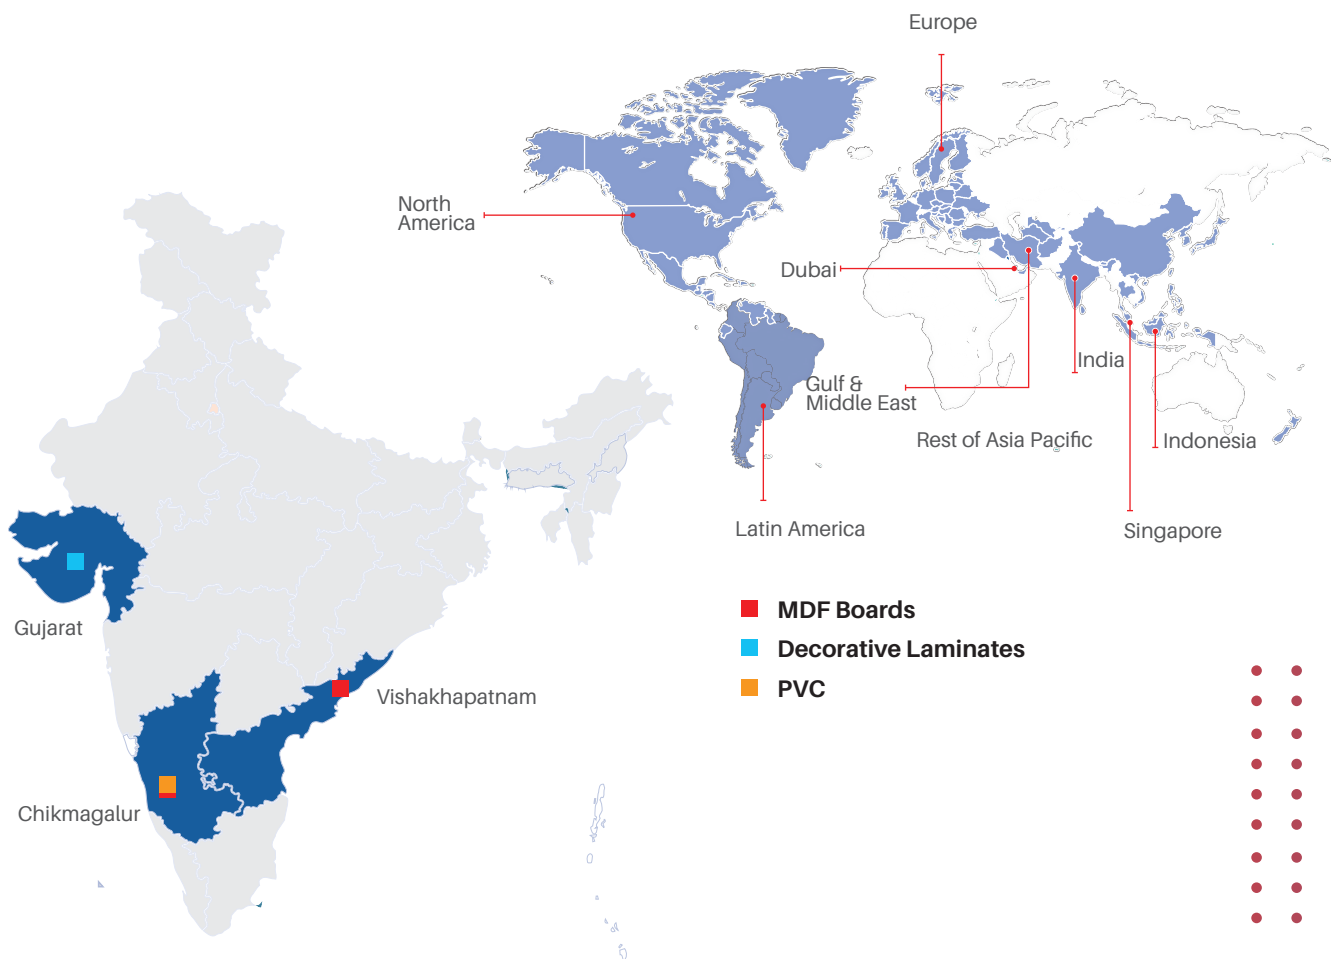 Europe
North
America
Dubai
India
Gulf &
Middle East
Rest of Asia Pacific
Indonesia
Latin America
Singapore
MDF Boards
Decorative Laminates
PVC
Gujarat
Vishakhapatnam
Chikmagalur